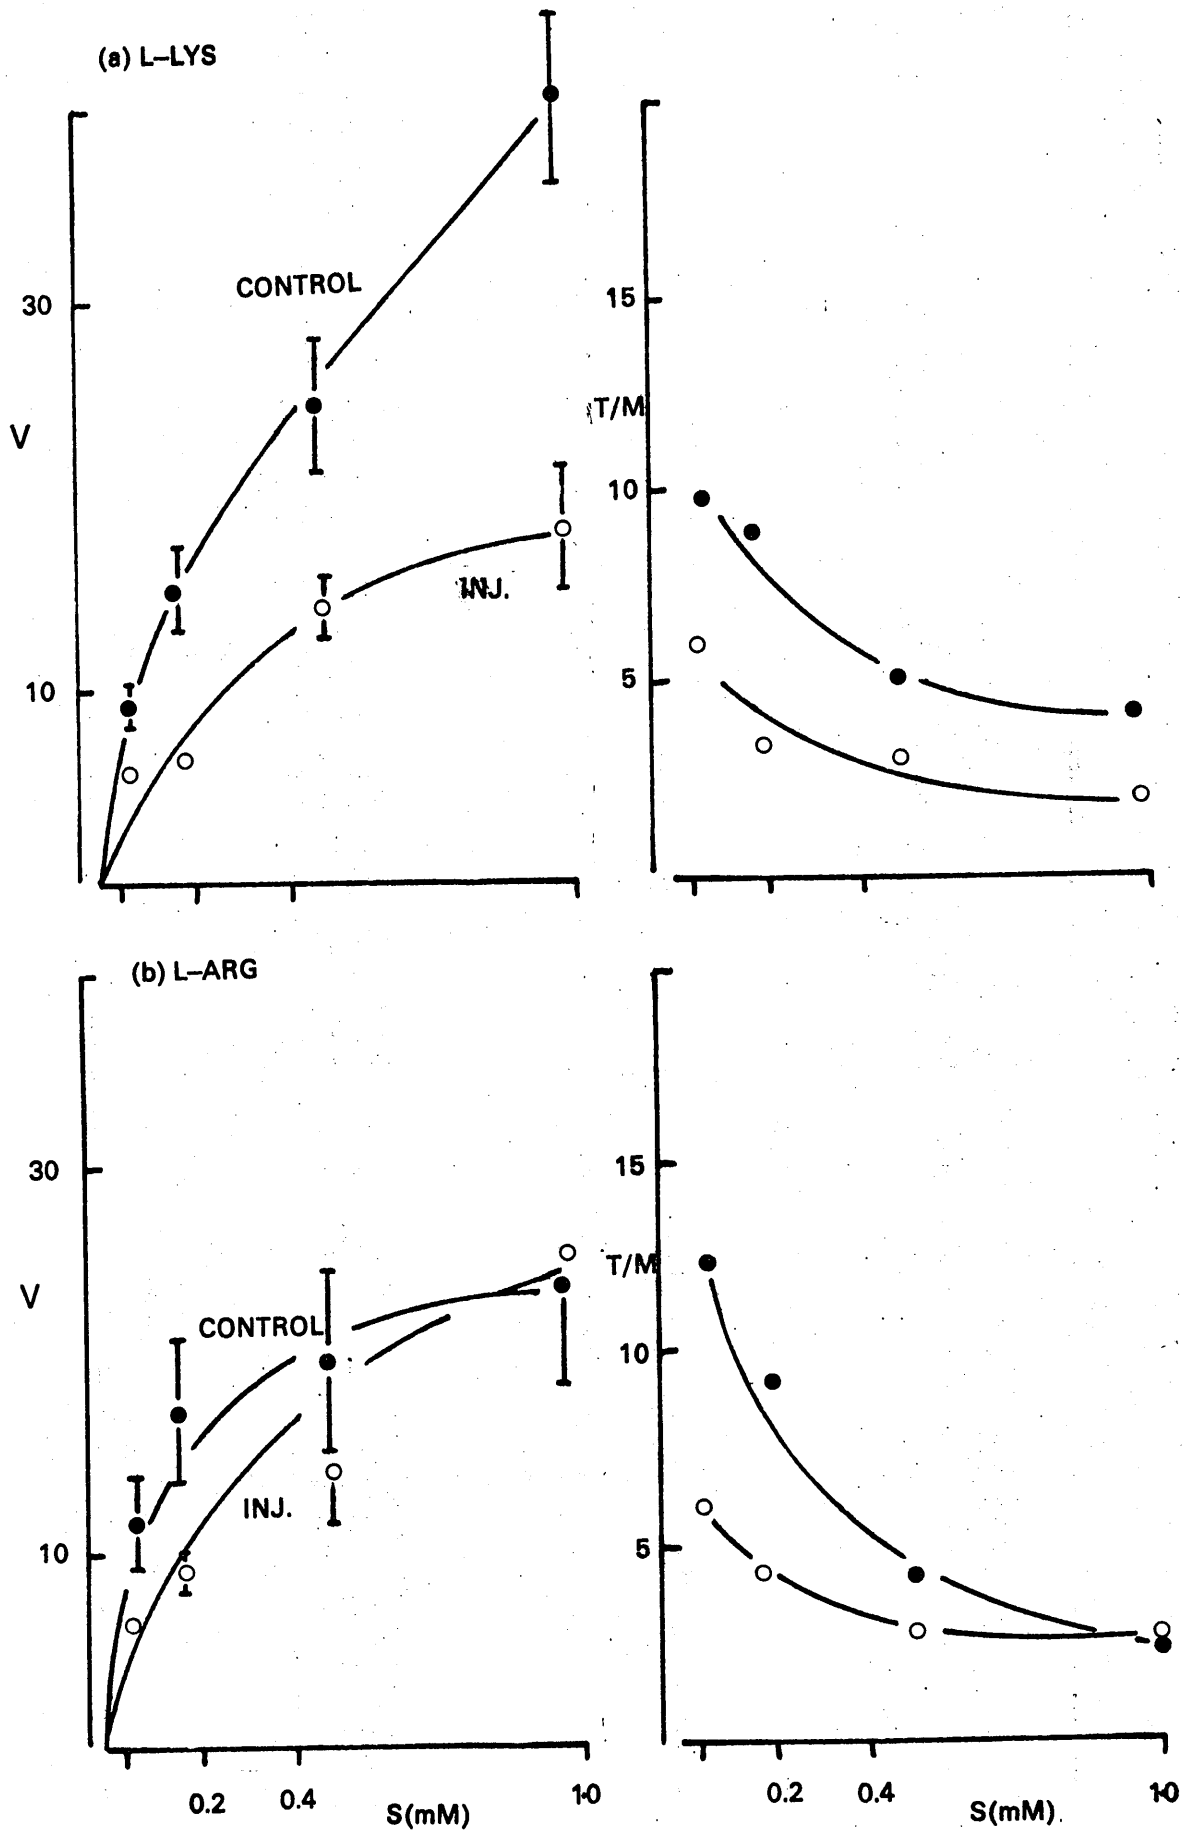 (a) L–LYS
CONTROL
30
15
T/M
V
10
INJ.
10
5
(b) L–ARG
30
15
T/M
V
CONTROL
10
INJ.
10
5
0.2
0.4
S(mM)
1·0
0.2
0.4
S(mM)
1·0